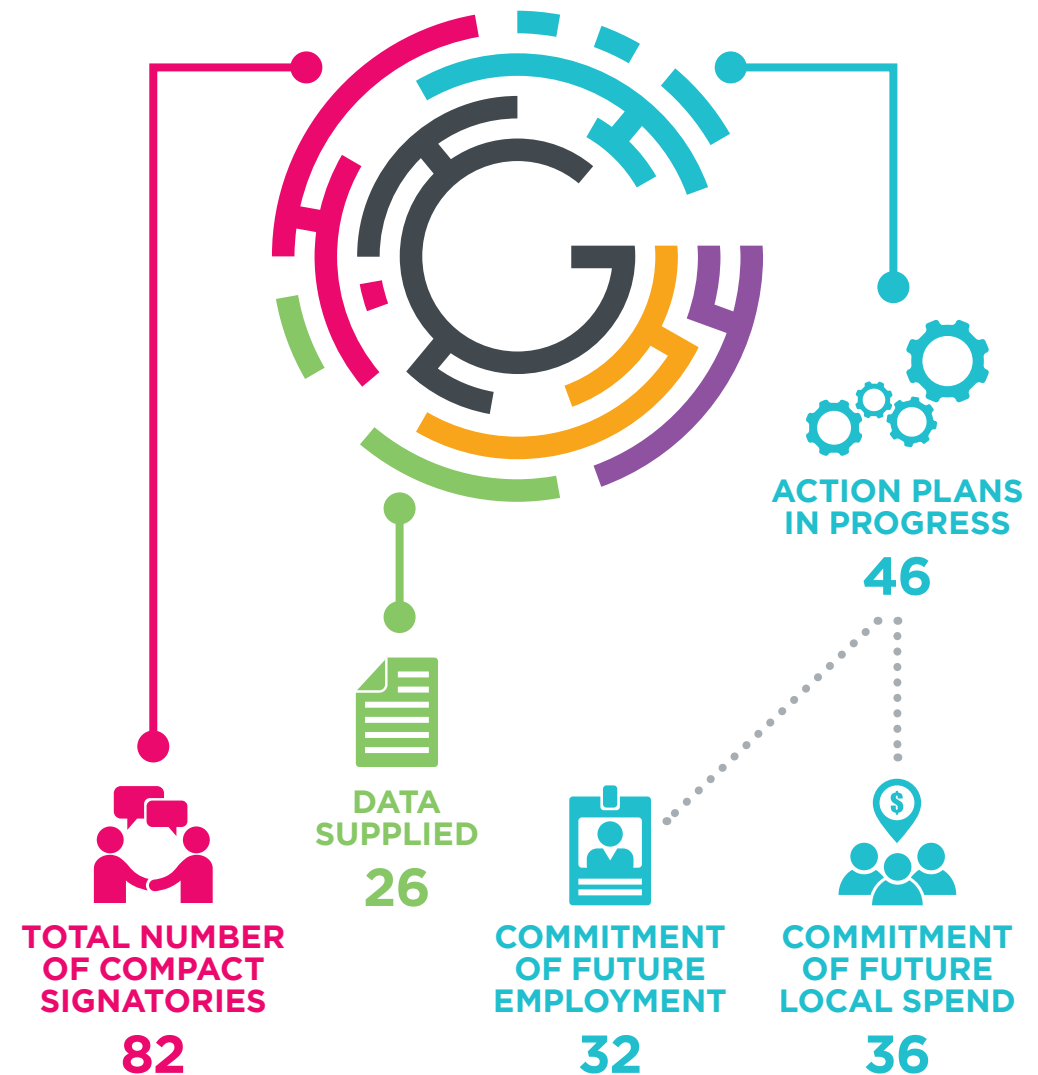 ACTION PLANS
IN PROGRESS
46
DATA
SUPPLIED
26
$
TOTAL NUMBER
OF COMPACT
SIGNATORIES
82
COMMITMENT
OF FUTURE
EMPLOYMENT
32
COMMITMENT
OF FUTURE
LOCAL SPEND
36